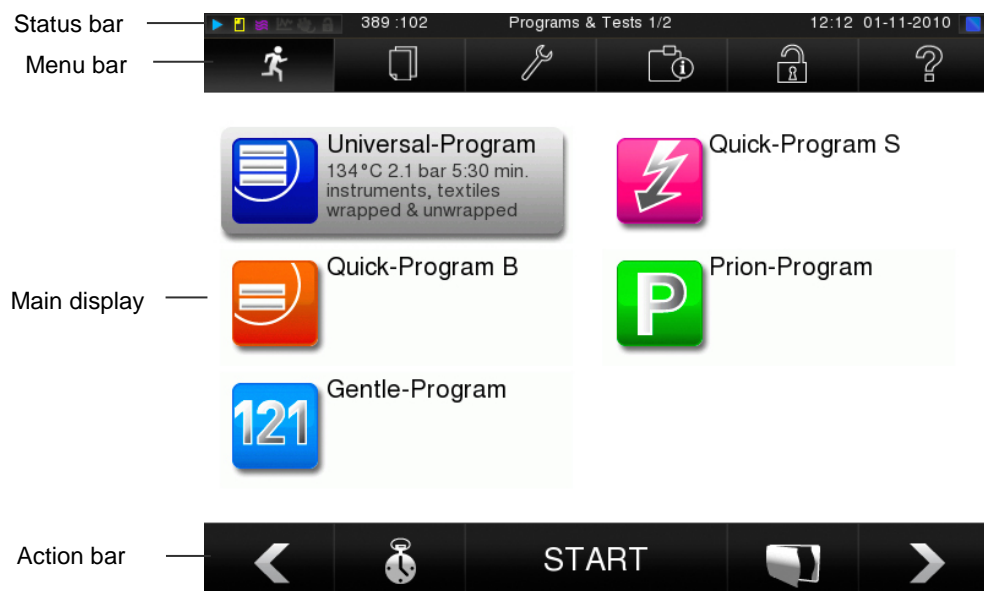 Status bar
389 :102 Programs & Tests 1/2 12:12 01-11-2010
Menu bar
Universal-Program
134°C 2.1 bar 5:30 min.
instruments, textiles
wrapped & unwrapped
Quick-Program S
Main display
Quick-Program B
P
Prion-Program
121
Gentle-Program
Action bar
START